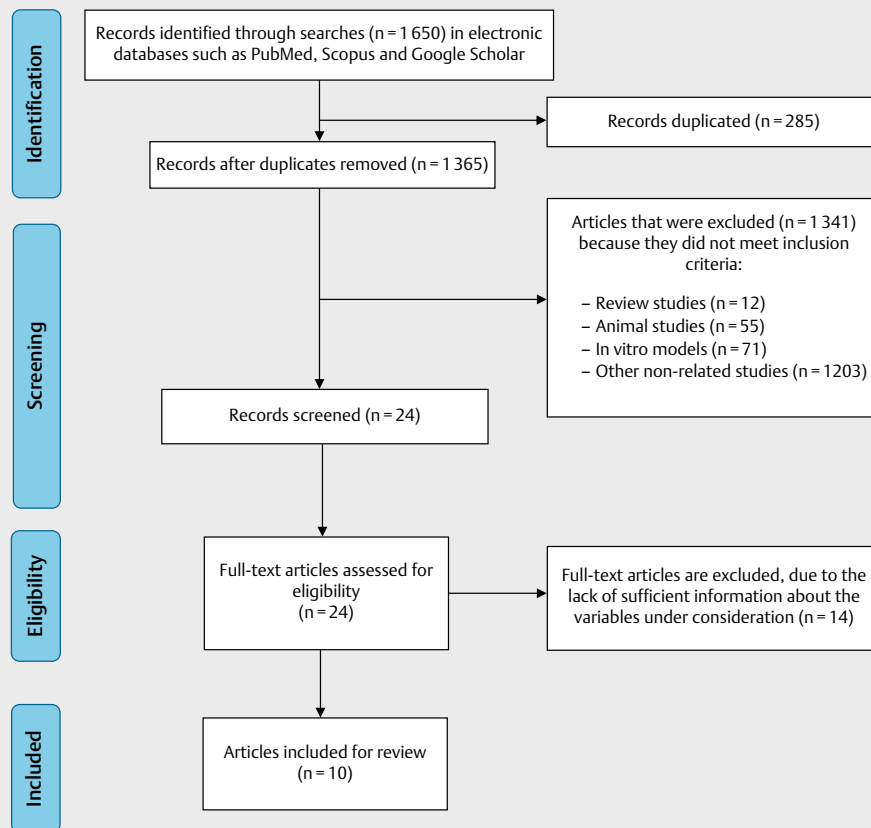 Identification
Records identified through searches (n = 1 650) in electronic
databases such as PubMed, Scopus and Google Scholar
Records duplicated (n = 285)
Records after duplicates removed (n = 1 365)
Screening
Articles that were excluded (n = 1 341)
because they did not meet inclusion
criteria:
– Review studies (n = 12)
– Animal studies (n = 55)
– In vitro models (n = 71)
– Other non-related studies (n = 1203)
Records screened (n = 24)
Eligibility
Full-text articles assessed for
eligibility
(n = 24)
Full-text articles are excluded, due to the
lack of sufficient information about the
variables under consideration (n = 14)
Included
Articles included for review
(n = 10)